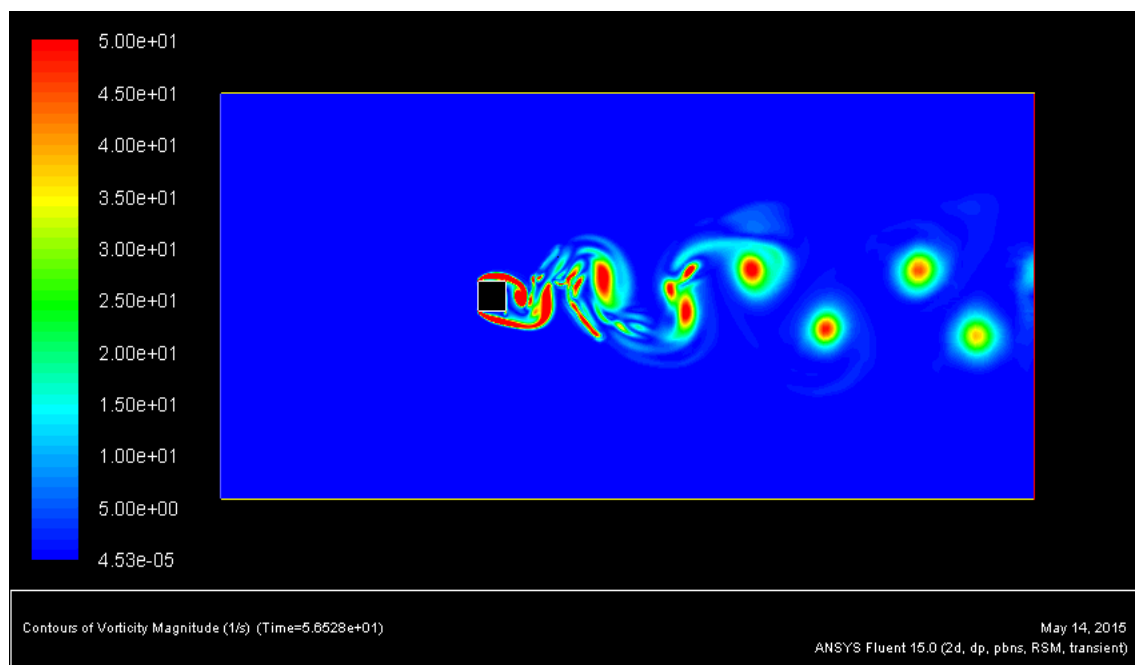 5.00e+01
4.50e+01
4.00e+01
3.50e+01
3.00e+01
2.50e+01
2.00e+01
1.50e+01
1.00e+01
5.00e+00
4.53e-05
Contours of Vorticity Magnitude (1/s) (Time=5.6528e+01)
May 14, 2015
ANSYS Fluent 15.0 (2d, dp, pbns, RSM, transient)